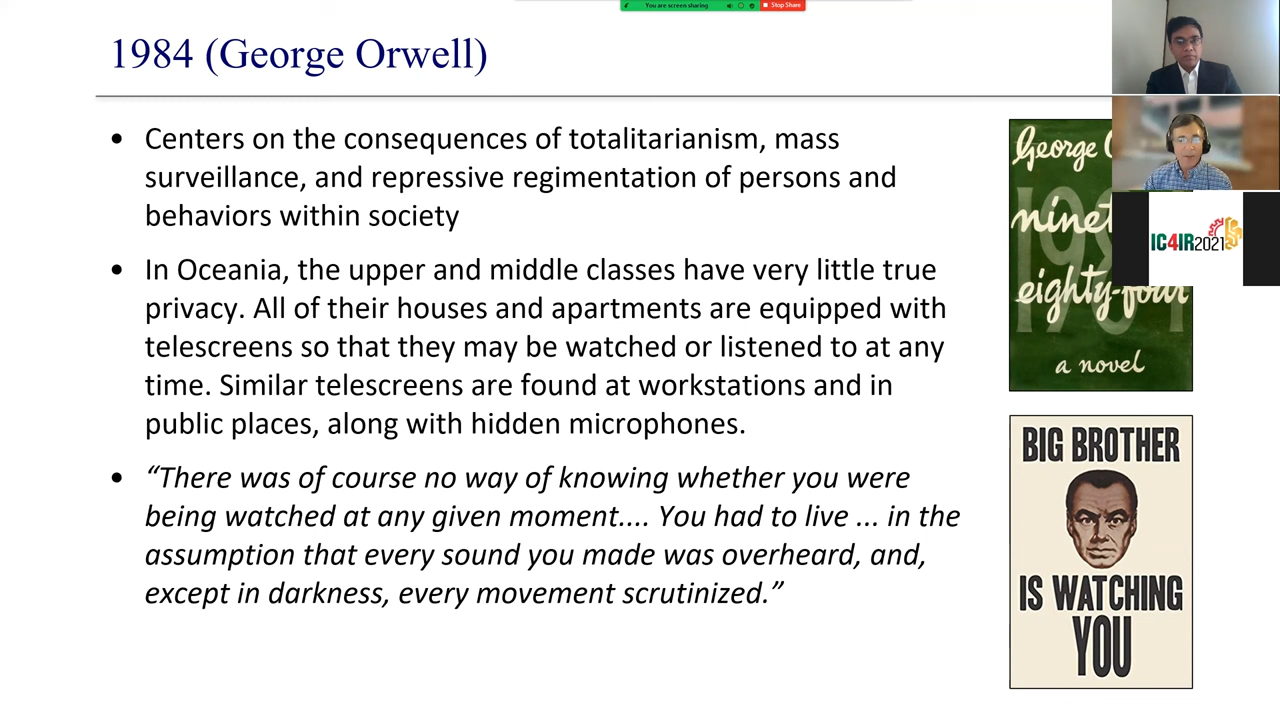 You are screen sharing
Stop Share
1984 (George Orwell)
• Centers on the consequences of totalitarianism, mass
surveillance, and repressive regimentation of persons and
behaviors within society
• In Oceania, the upper and middle classes have very little true
privacy. All of their houses and apartments are equipped with
telescreens so that they may be watched or listened to at any
time. Similar telescreens are found at workstations and in
public places, along with hidden microphones.
• “There was of course no way of knowing whether you were
being watched at any given moment.... You had to live ... in the
assumption that every sound you made was overheard, and,
except in darkness, every movement scrutinized.”
George
eighty-four
a novel
IC4IR2021
BIG BROTHER
IS WATCHING
YOU